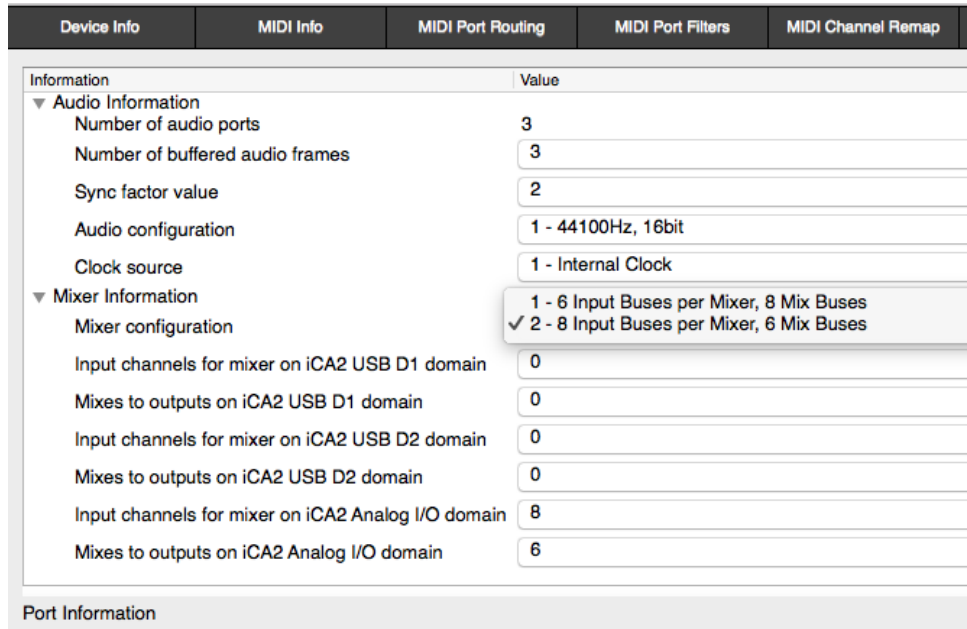 Device Info MIDI Info MIDI Port Routing MIDI Port Filters MIDI Channel Remap
Information Value
Audio Information
Number of audio ports 3
Number of buffered audio frames 3
Sync factor value 2
Audio configuration 1 - 44100Hz, 16bit
Clock source 1 - Internal Clock
Mixer Information
1 - 6 Input Buses per Mixer, 8 Mix Buses
Mixer configuration ✓ 2 - 8 Input Buses per Mixer, 6 Mix Buses
Input channels for mixer on iCA2 USB D1 domain 0
Mixes to outputs on iCA2 USB D1 domain 0
Input channels for mixer on iCA2 USB D2 domain 0
Mixes to outputs on iCA2 USB D2 domain 0
Input channels for mixer on iCA2 Analog I/O domain 8
Mixes to outputs on iCA2 Analog I/O domain 6
Port Information